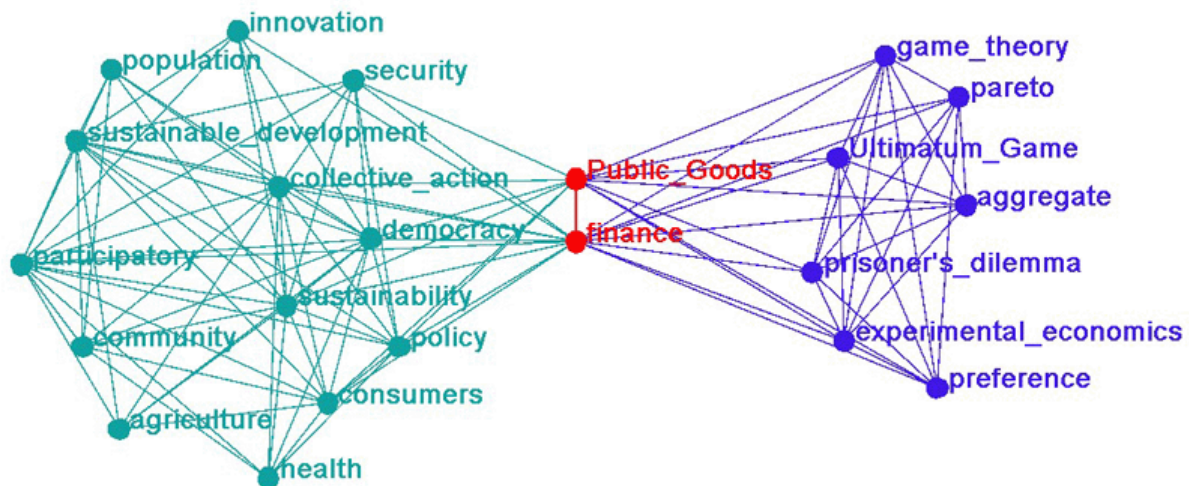 innovation
population
security
sustainable_development
collective_action
democracy
participatory
sustainability
community
policy
consumers
agriculture
health
Public_Goods
finance
game_theory
pareto
Ultimatum_Game
aggregate
prisoner's_dilemma
experimental_economics
preference